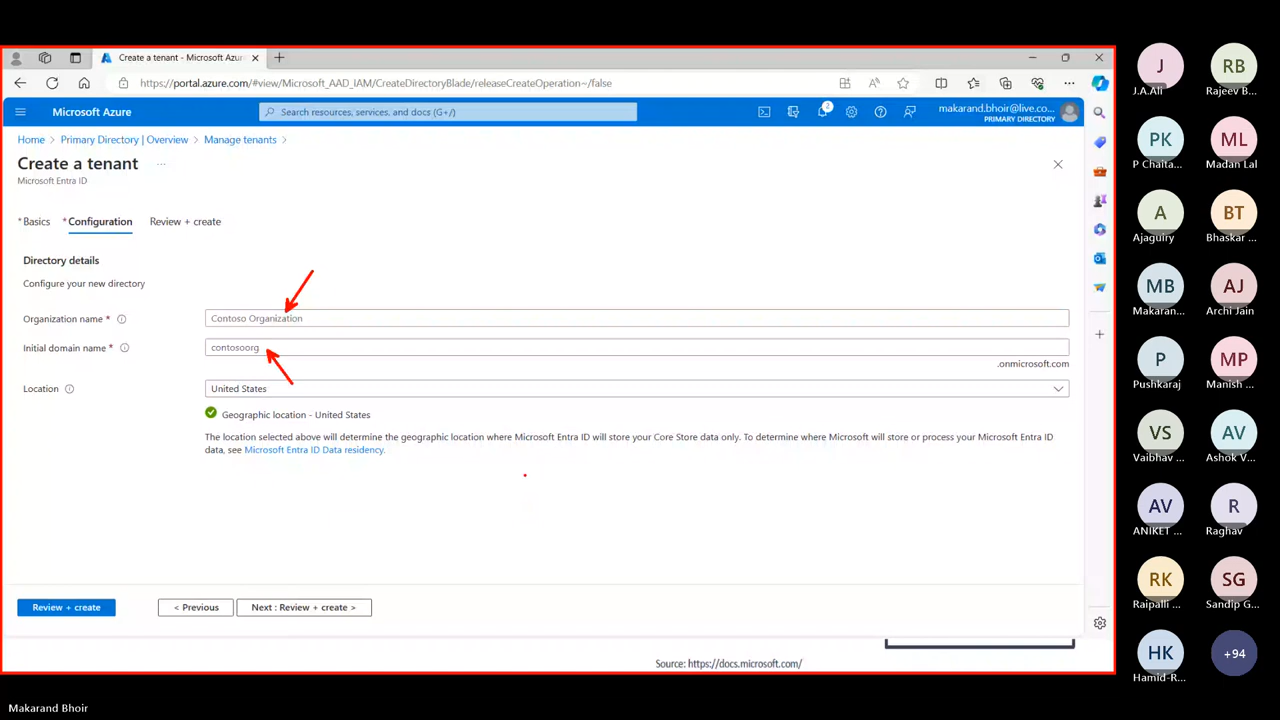 Create a tenant - Microsoft Azur
https://portal.azure.com/#view/Microsoft_AAD_IAM/CreateDirectoryBlade/releaseCreateOperation~/false
Microsoft Azure
Search resources, services, and docs (G+/)
2
makarand.bhoir@live.co...
PRIMARY DIRECTORY
Home > Primary Directory | Overview > Manage tenants >
Create a tenant ...
Microsoft Entra ID
* Basics * Configuration Review + create
Directory details
Configure your new directory
Organization name *
Contoso Organization
Initial domain name *
contosoorg
.onmicrosoft.com
Location
United States
Geographic location - United States
The location selected above will determine the geographic location where Microsoft Entra ID will store your Core Store data only. To determine where Microsoft will store or process your Microsoft Entra ID
data, see Microsoft Entra ID Data residency.
Review + create
< Previous
Next : Review + create >
Source: https://docs.microsoft.com/
Makarand Bhoir
J
J.A.Ali
RB
Rajeev B...
PK
P Chaita...
ML
Madan Lal
A
Ajaguiry
BT
Bhaskar ...
MB
Makaran...
AJ
Archi Jain
P
Pushkaraj
MP
Manish ...
VS
Vaibhav ...
AV
Ashok V...
AV
ANIKET ...
R
Raghav
RK
Raipalli ...
SG
Sandip G...
HK
Hamid-R...
+94